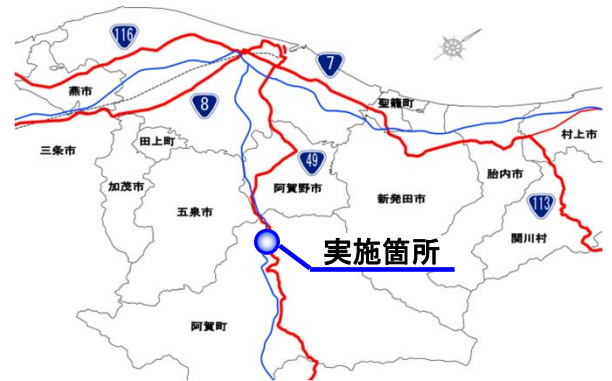 116
7
燕市
8
聖籠町
三条市
田上町
村上市
49
加茂市
阿賀野市
胎内市
五泉市
新発田市
113
関川村
実施箇所
阿賀町